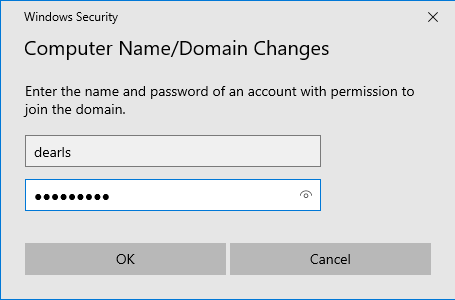 Windows Security
Computer Name/Domain Changes
Enter the name and password of an account with permission to
join the domain.
dearls
●●●●●●●●●
OK
Cancel